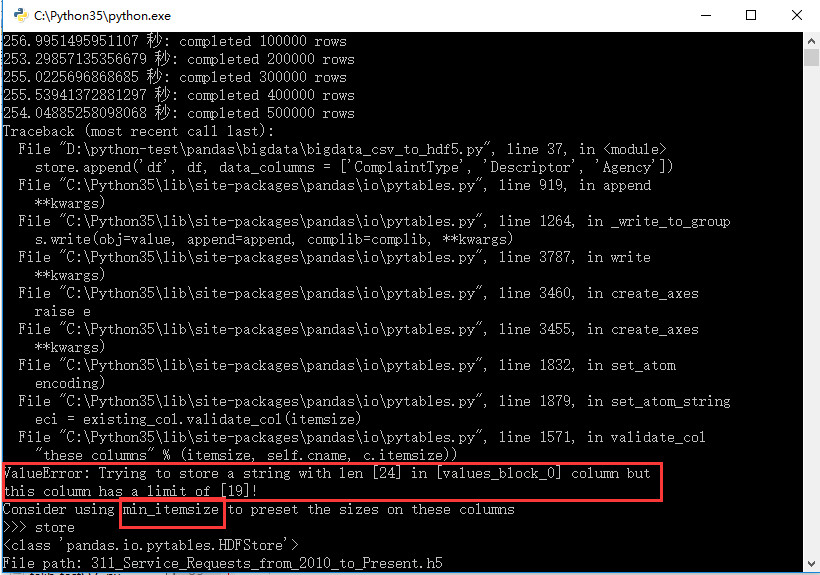 C:\Python35\python.exe
256.9951495951107 秒: completed 100000 rows
253.29857135356679 秒: completed 200000 rows
255.0225696868685 秒: completed 300000 rows
255.53941372881297 秒: completed 400000 rows
254.04885258098068 秒: completed 500000 rows
Traceback (most recent call last):
  File "D:\python-test\pandas\bigdata\bigdata_csv_to_hdf5.py", line 37, in <module>
    store.append('df', df, data_columns = ['ComplaintType', 'Descriptor', 'Agency'])
  File "C:\Python35\lib\site-packages\pandas\io\pytables.py", line 919, in append
    **kwargs)
  File "C:\Python35\lib\site-packages\pandas\io\pytables.py", line 1264, in _write_to_group
    s.write(obj=value, append=append, complib=complib, **kwargs)
  File "C:\Python35\lib\site-packages\pandas\io\pytables.py", line 3787, in write
    **kwargs)
  File "C:\Python35\lib\site-packages\pandas\io\pytables.py", line 3460, in create_axes
    raise e
  File "C:\Python35\lib\site-packages\pandas\io\pytables.py", line 3455, in create_axes
    **kwargs)
  File "C:\Python35\lib\site-packages\pandas\io\pytables.py", line 1832, in set_atom
    encoding)
  File "C:\Python35\lib\site-packages\pandas\io\pytables.py", line 1879, in set_atom_string
    eci = existing_col.validate_col(itemsize)
  File "C:\Python35\lib\site-packages\pandas\io\pytables.py", line 1571, in validate_col
    "these columns" % (itemsize, self.cname, c.itemsize))
ValueError: Trying to store a string with len [24] in [values_block_0] column but
this column has a limit of [19]!
Consider using min_itemsize to preset the sizes on these columns
>>> store
<class 'pandas.io.pytables.HDFStore'>
File path: 311_Service_Requests_from_2010_to_Present.h5